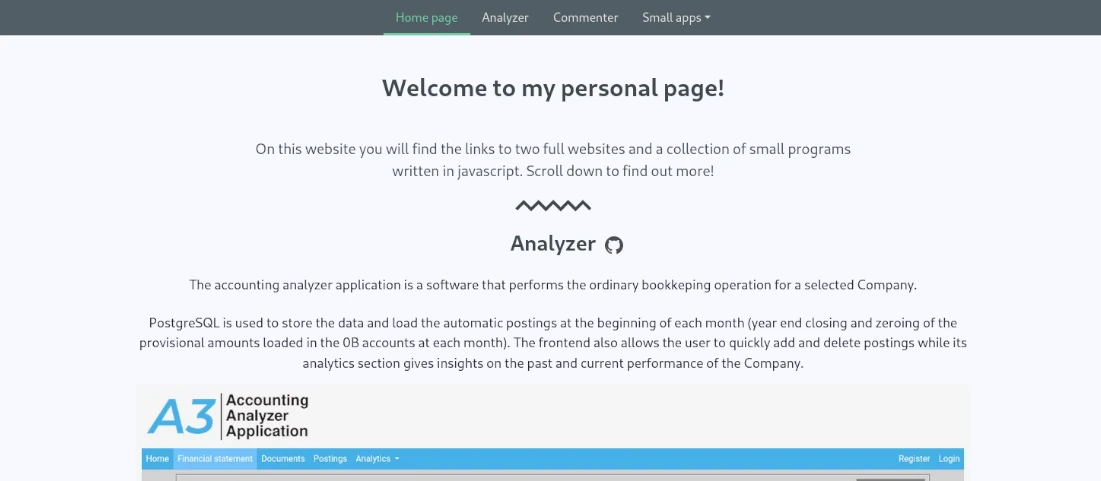 Home page Analyzer Commenter Small apps
Welcome to my personal page!
On this website you will find the links to two full websites and a collection of small programs
written in javascript. Scroll down to find out more!
Analyzer
The accounting analyzer application is a software that performs the ordinary bookkeping operation for a selected Company.
PostgreSQL is used to store the data and load the automatic postings at the beginning of each month (year end closing and zeroing of the
provisional amounts loaded in the 0B accounts at each month). The frontend also allows the user to quickly add and delete postings while its
analytics section gives insights on the past and current performance of the Company.
A3 Accounting
Analyzer
Application
Home Financial statement Documents Postings Analytics Register Login